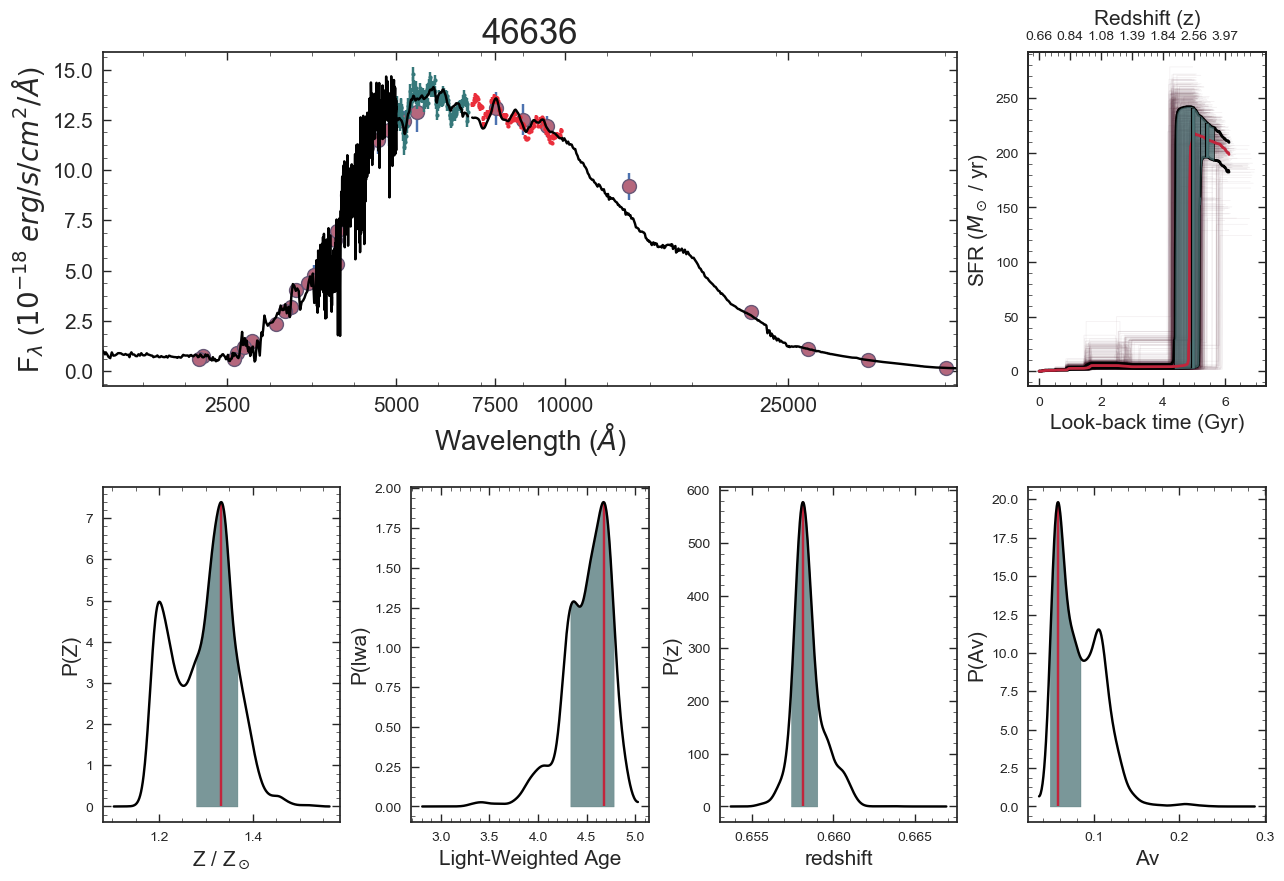 46636
F_λ (10^−18 erg/s/cm^2/Å)
15.0
12.5
10.0
7.5
5.0
2.5
0.0
2500 5000 7500 10000 25000
Wavelength (Å)
Redshift (z)
0.66 0.84 1.08 1.39 1.84 2.56 3.97
SFR (M_⊙ / yr)
250
200
150
100
50
0
0 2 4 6
Look-back time (Gyr)
P(Z)
7
6
5
4
3
2
1
0
1.2 1.4
Z / Z_⊙
P(lwa)
2.00
1.75
1.50
1.25
1.00
0.75
0.50
0.25
0.00
3.0 3.5 4.0 4.5 5.0
Light-Weighted Age
P(z)
600
500
400
300
200
100
0
0.655 0.660 0.665
redshift
P(Av)
20.0
17.5
15.0
12.5
10.0
7.5
5.0
2.5
0.0
0.1 0.2 0.3
Av